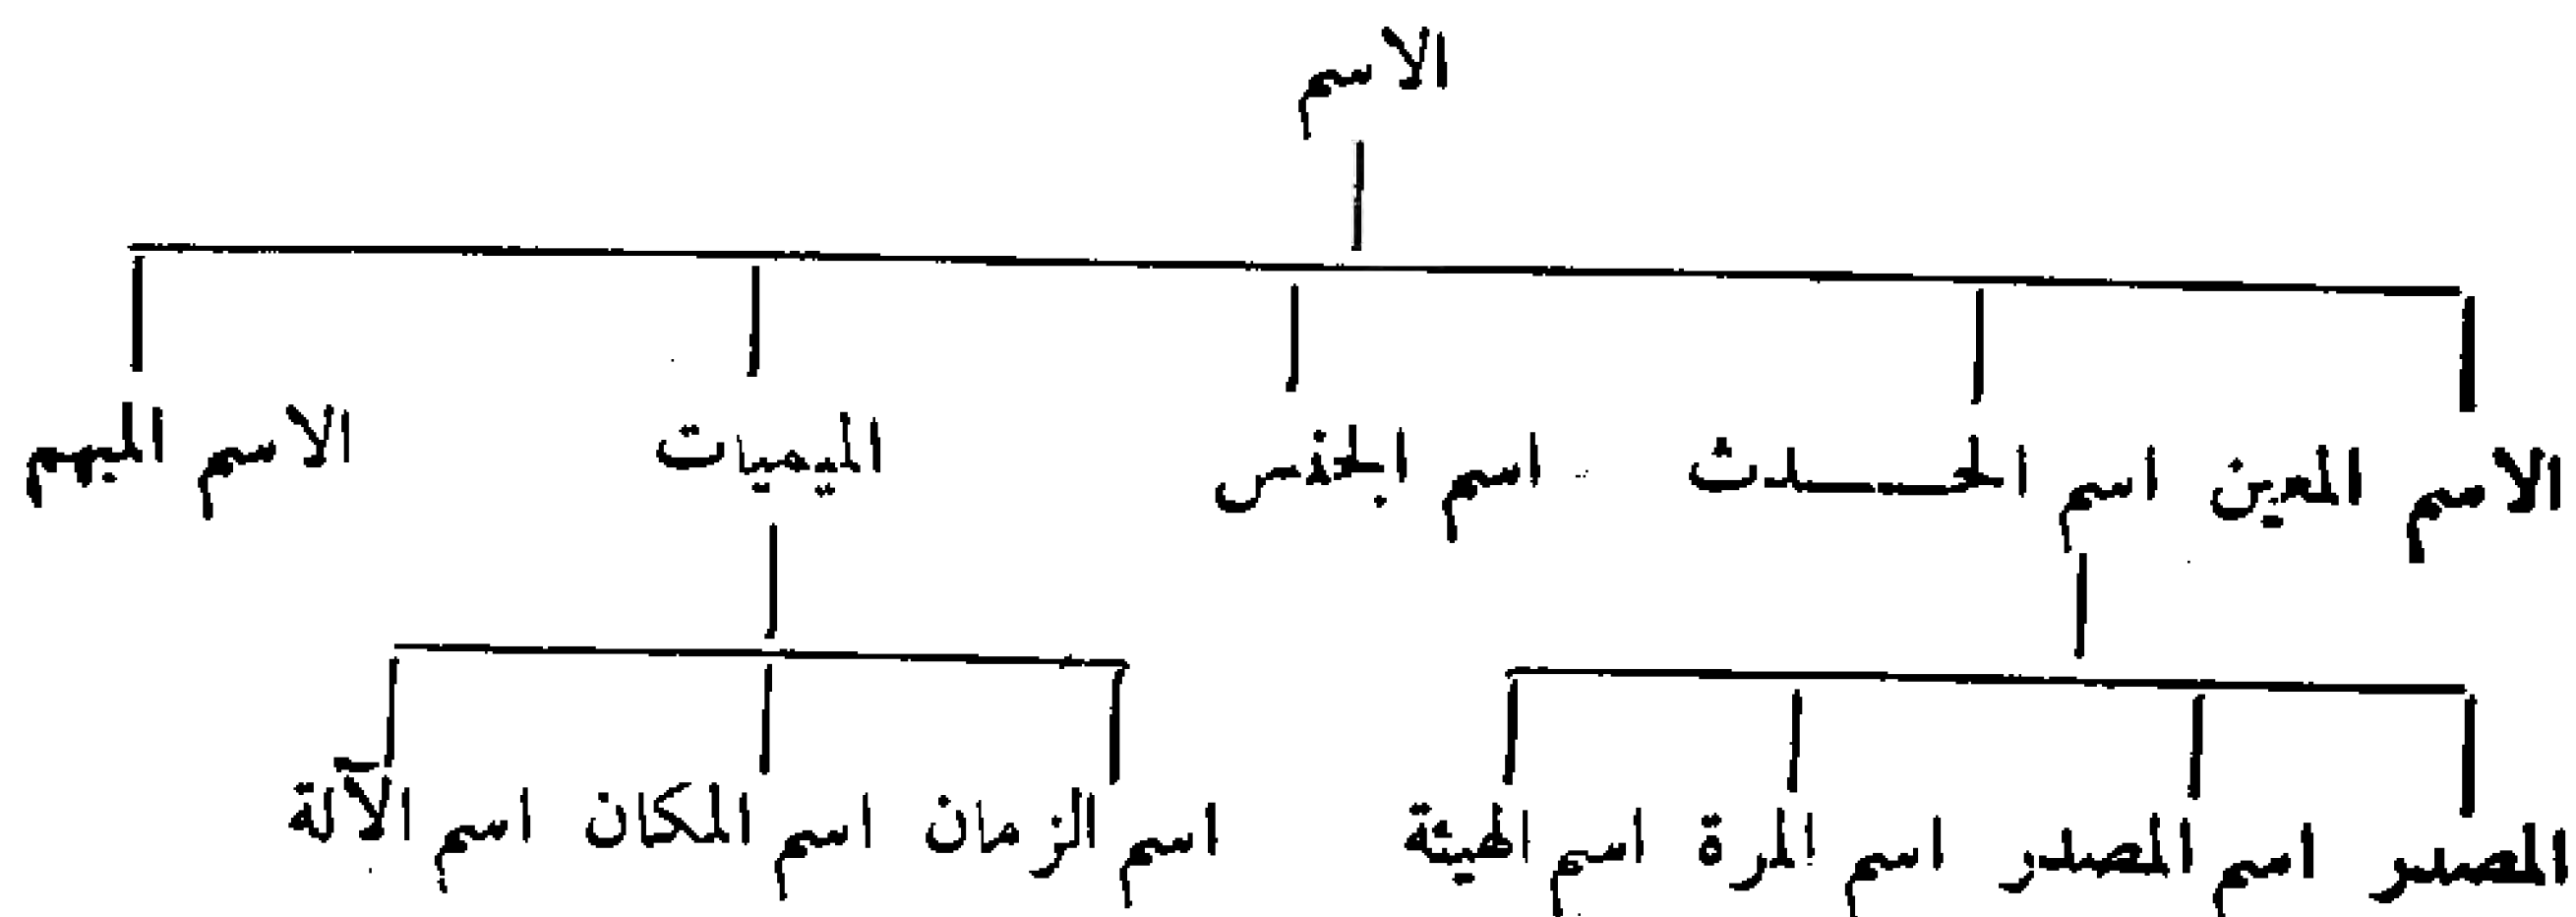 الاسم
الاسم المعين اسم الحـــدث اسم الجنس الميميات الاسم المبهم
المصدر اسم المصدر اسم المرة اسم الهيئة اسم الزمان اسم المكان اسم الآلة